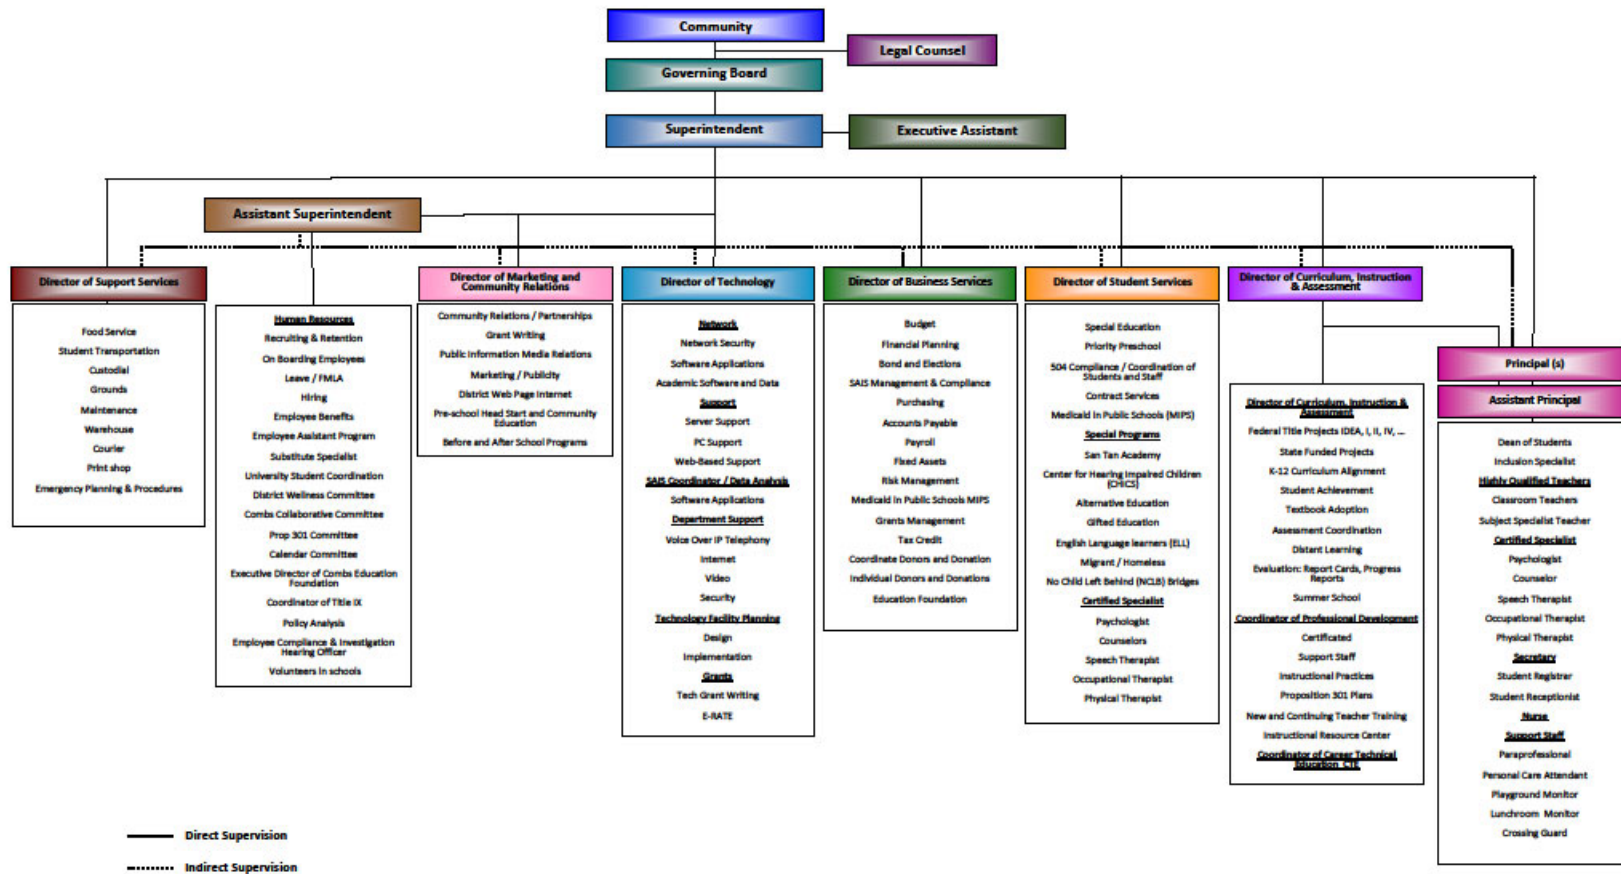 Community
Legal Counsel
Governing Board
Superintendent
Executive Assistant
Assistant Superintendent
Director of Support Services
Food Service
Student Transportation
Custodial
Grounds
Maintenance
Warehouse
Courier
Print shop
Emergency Planning & Procedures
Human Resources
Recruiting & Retention
On Boarding Employees
Leave / FMLA
Hiring
Employee Benefits
Employee Assistant Program
Substitute Specialist
University Student Coordination
District Wellness Committee
Combs Collaborative Committee
Prop 301 Committee
Calendar Committee
Executive Director of Combs Education
Foundation
Coordinator of Title IX
Policy Analysis
Employee Compliance & Investigation
Hearing Officer
Volunteers in schools
Director of Marketing and
Community Relations
Community Relations / Partnerships
Grant Writing
Public Information Media Relations
Marketing / Publicity
District Web Page Internet
Pre-school Head Start and Community
Education
Before and After School Programs
Director of Technology
Network
Network Security
Software Applications
Academic Software and Data
Support
Server Support
PC Support
Web-Based Support
SAIS Coordinator / Data Analysis
Software Applications
Department Support
Voice Over IP Telephony
Internet
Video
Security
Technology Facility Planning
Design
Implementation
Grants
Tech Grant Writing
E-RATE
Director of Business Services
Budget
Financial Planning
Bond and Elections
SAIS Management & Compliance
Purchasing
Accounts Payable
Payroll
Fixed Assets
Risk Management
Medicaid In Public Schools MIPS
Grants Management
Tax Credit
Coordinate Donors and Donation
Individual Donors and Donations
Education Foundation
Director of Student Services
Special Education
Priority Preschool
504 Compliance / Coordination of
Students and Staff
Contract Services
Medicaid In Public Schools (MIPS)
Special Programs
San Tan Academy
Center for Hearing Impaired Children
(CHICS)
Alternative Education
Gifted Education
English Language learners (ELL)
Migrant / Homeless
No Child Left Behind (NCLB) Bridges
Certified Specialist
Psychologist
Counselors
Speech Therapist
Occupational Therapist
Physical Therapist
Director of Curriculum, Instruction
& Assessment
Director of Curriculum, Instruction &
Assessment
Federal Title Projects IDEA, I, II, IV, ...
State Funded Projects
K-12 Curriculum Alignment
Student Achievement
Textbook Adoption
Assessment Coordination
Distant Learning
Evaluation: Report Cards, Progress
Reports
Summer School
Coordinator of Professional Development
Certificated
Support Staff
Instructional Practices
Proposition 301 Plans
New and Continuing Teacher Training
Instructional Resource Center
Coordinator of Career Technical
Education CTE
Principal (s)
Assistant Principal
Dean of Students
Inclusion Specialist
Highly Qualified Teachers
Classroom Teachers
Subject Specialist Teacher
Certified Specialist
Psychologist
Counselor
Speech Therapist
Occupational Therapist
Physical Therapist
Secretary
Student Registrar
Student Receptionist
Nurse
Support Staff
Paraprofessional
Personal Care Attendant
Playground Monitor
Lunchroom Monitor
Crossing Guard
Direct Supervision
Indirect Supervision